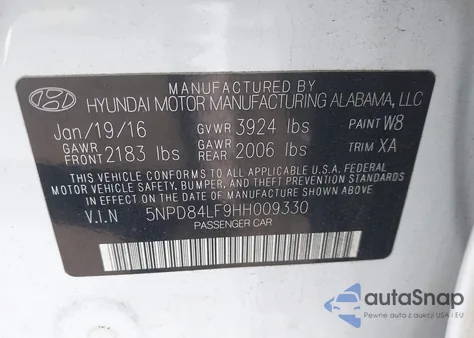 MANUFACTURED BY
HYUNDAI MOTOR MANUFACTURING ALABAMA, LLC
Jan/19/16 GVWR 3924 lbs PAINT W8
GAWR FRONT 2183 lbs GAWR REAR 2006 lbs TRIM XA
THIS VEHICLE CONFORMS TO ALL APPLICABLE U.S. FEDERAL
MOTOR VEHICLE SAFETY, BUMPER, AND THEFT PREVENTION STANDARDS
IN EFFECT ON THE DATE OF MANUFACTURE SHOWN ABOVE.
V.I.N 5NPD84LF9HH009330
PASSENGER CAR
autoSnap
Pewne auta z USA i EU